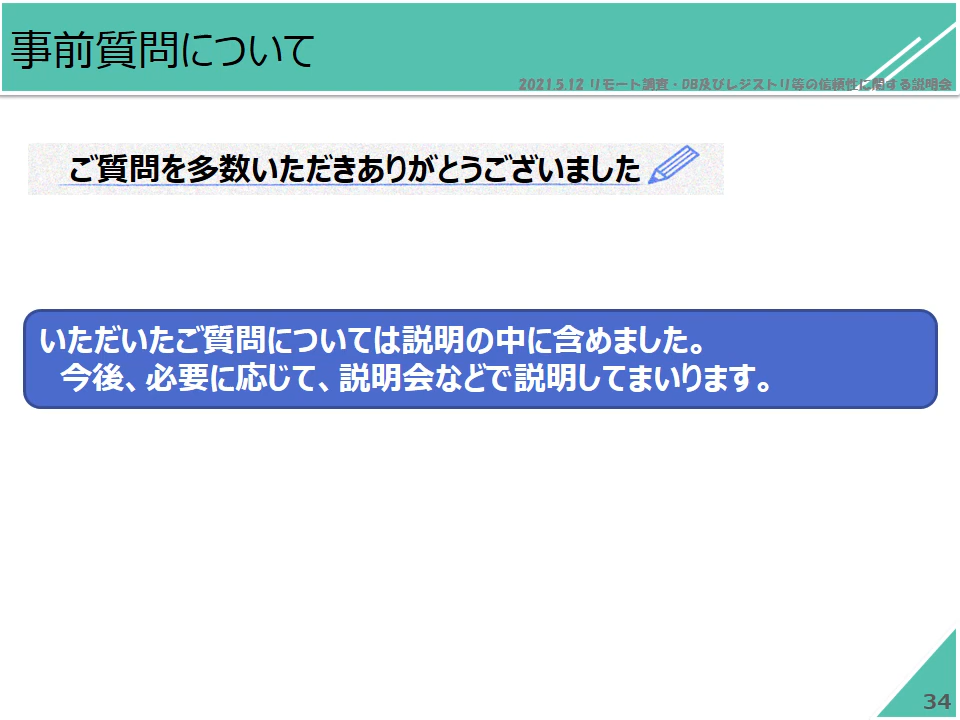 事前質問について
2021.5.12 リモート調査・DB及びレジストリ等の信頼性に関する説明会
ご質問を多数いただきありがとうございました
いただいたご質問については説明の中に含めました。
今後、必要に応じて、説明会などで説明してまいります。
34